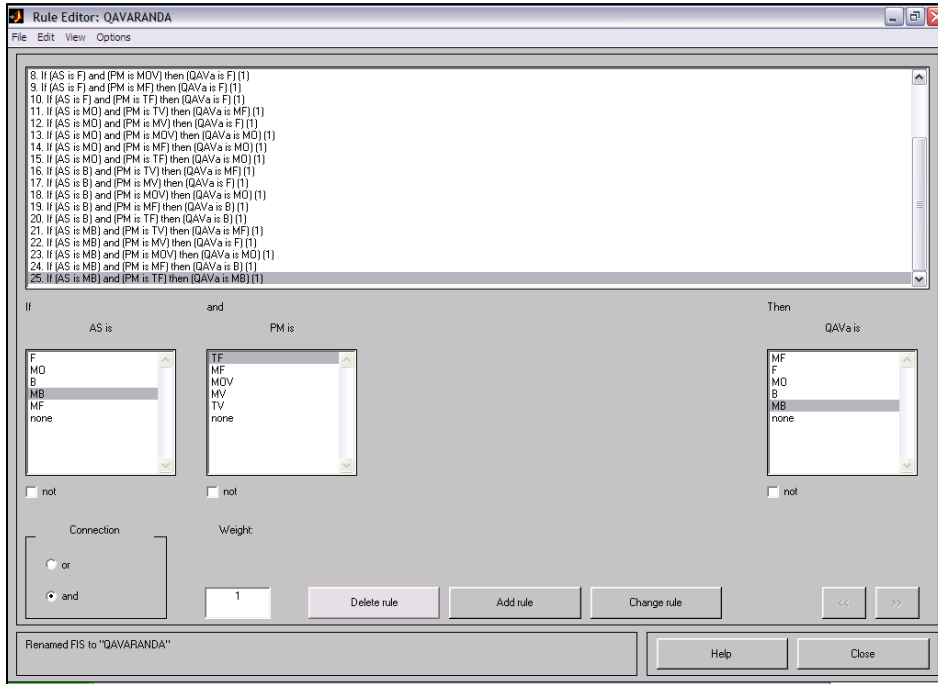 Rule Editor: QAVARANDA
File Edit View Options
8. If (AS is F) and (PM is MOV) then (QAVa is F) (1)
9. If (AS is F) and (PM is MF) then (QAVa is F) (1)
10. If (AS is F) and (PM is TF) then (QAVa is F) (1)
11. If (AS is MO) and (PM is TV) then (QAVa is MF) (1)
12. If (AS is MO) and (PM is MV) then (QAVa is F) (1)
13. If (AS is MO) and (PM is MOV) then (QAVa is MO) (1)
14. If (AS is MO) and (PM is MF) then (QAVa is MO) (1)
15. If (AS is MO) and (PM is TF) then (QAVa is MO) (1)
16. If (AS is B) and (PM is TV) then (QAVa is MF) (1)
17. If (AS is B) and (PM is MV) then (QAVa is F) (1)
18. If (AS is B) and (PM is MOV) then (QAVa is MO) (1)
19. If (AS is B) and (PM is MF) then (QAVa is B) (1)
20. If (AS is B) and (PM is TF) then (QAVa is B) (1)
21. If (AS is MB) and (PM is TV) then (QAVa is MF) (1)
22. If (AS is MB) and (PM is MV) then (QAVa is F) (1)
23. If (AS is MB) and (PM is MOV) then (QAVa is MO) (1)
24. If (AS is MB) and (PM is MF) then (QAVa is B) (1)
25. If (AS is MB) and (PM is TF) then (QAVa is MB) (1)
If and Then
AS is PM is QAVa is
F TF MF
MO MF F
B MOV MO
MB MV B
MF TV MB
none none none
not not not
Connection Weight:
or
and 1 Delete rule Add rule Change rule << >>
Renamed FIS to "QAVARANDA" Help Close